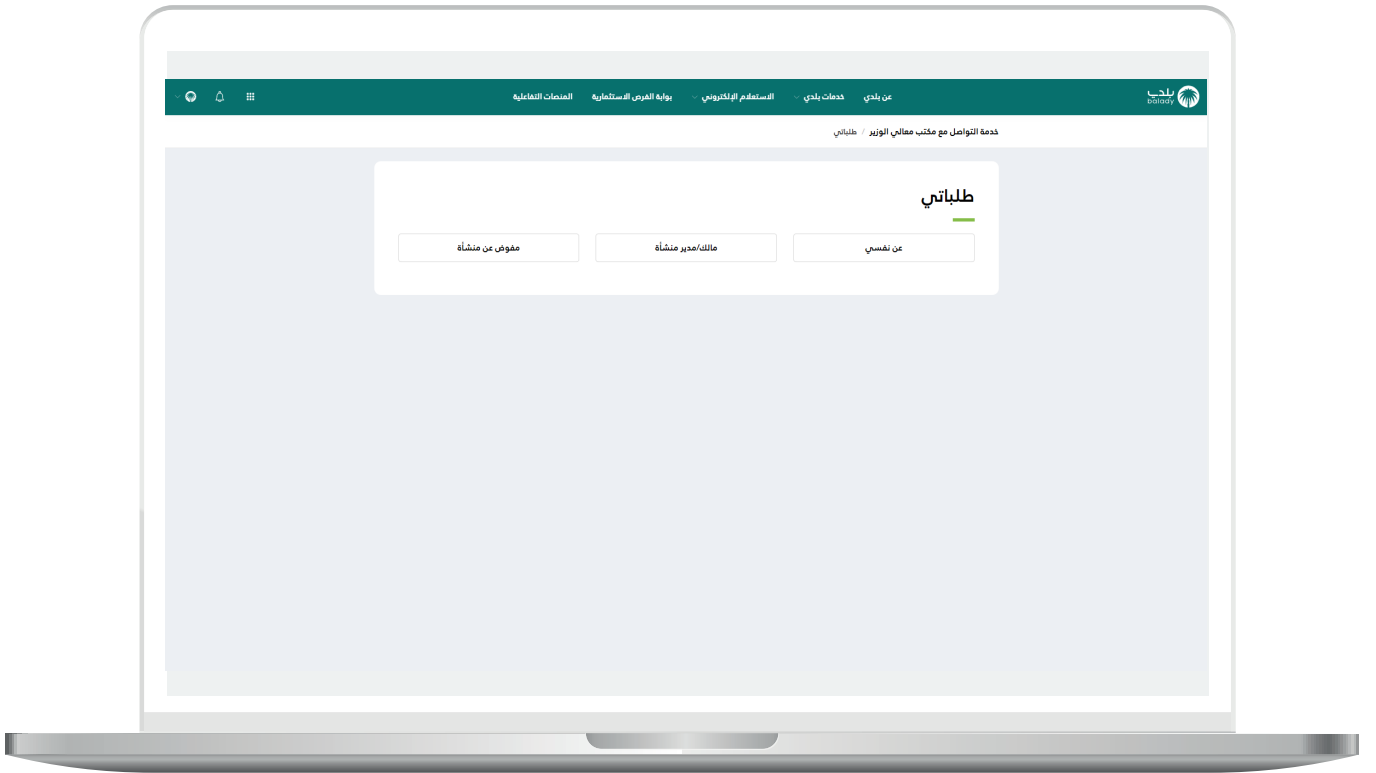 بلدي
balady
عن بلدي خدمات بلدي الاستعلام الإلكتروني بوابة الفرص الاستثمارية المنصات التفاعلية
خدمة التواصل مع مكتب معالي الوزير / طلباتي
طلباتي
عن نفسي مالك/مدير منشأة مفوض عن منشأة